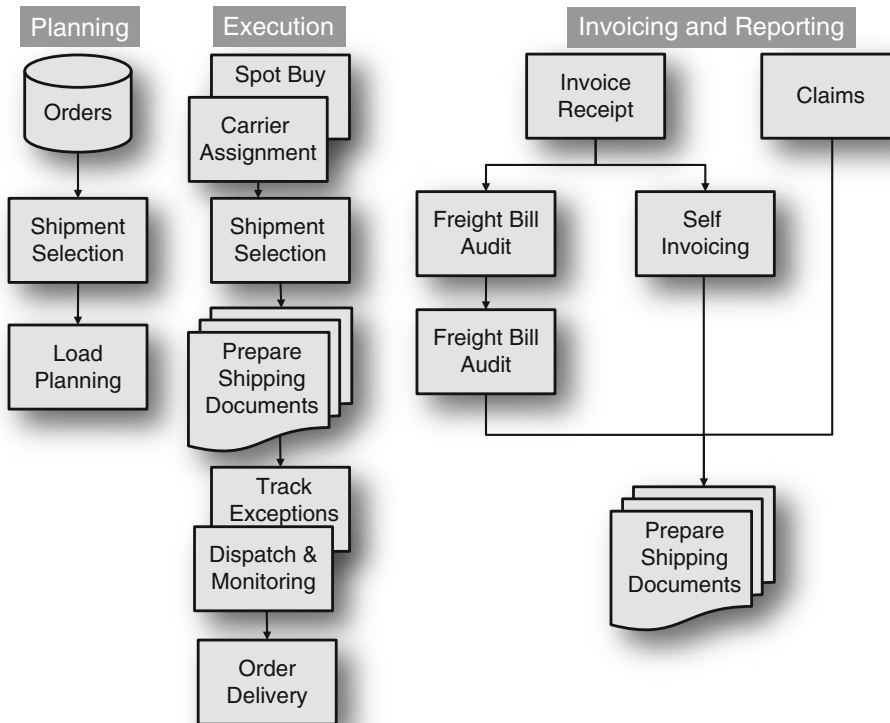 Planning
Orders
Shipment
Selection
Load
Planning
Execution
Spot Buy
Carrier
Assignment
Shipment
Selection
Prepare
Shipping
Documents
Track
Exceptions
Dispatch &
Monitoring
Order
Delivery
Invoicing and Reporting
Invoice
Receipt
Claims
Freight Bill
Audit
Self
Invoicing
Freight Bill
Audit
Prepare
Shipping
Documents